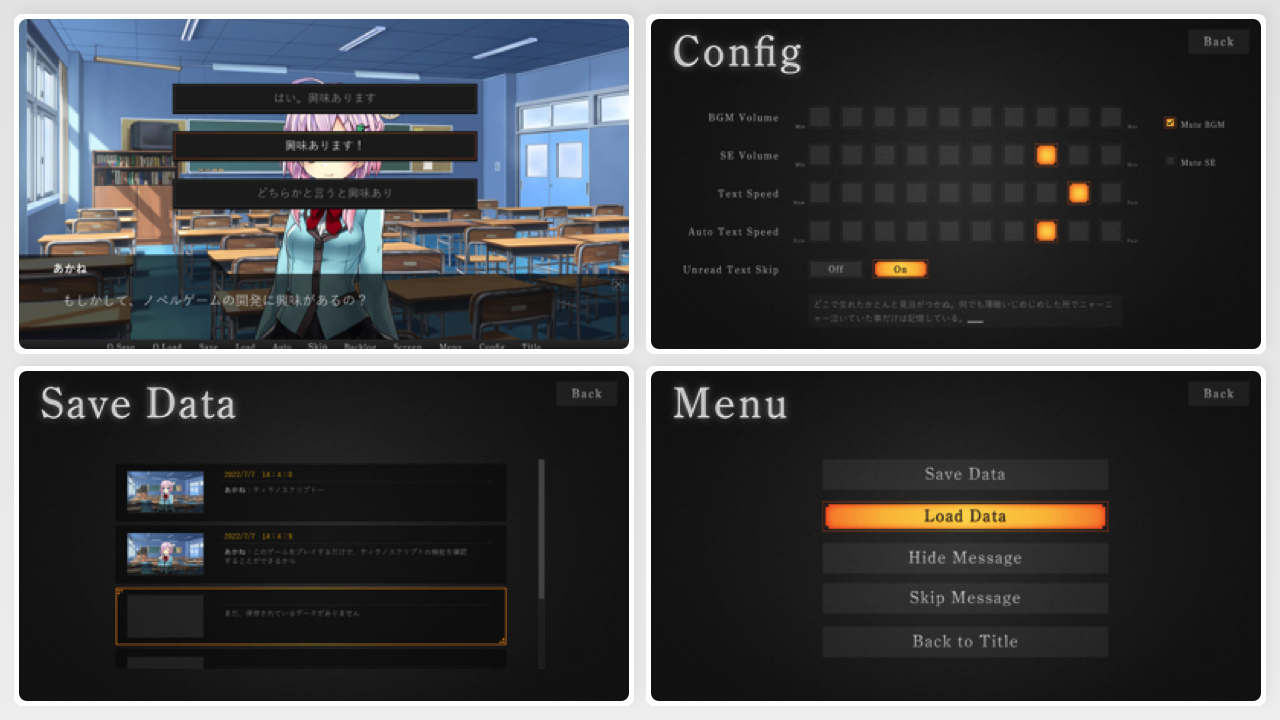 はい。興味あります
興味あります！
どちらかと言うと興味あり
あかね
もしかして、ノベルゲームの開発に興味があるの？
Q.Save Q.Load Save Load Auto Skip Backlog Screen Menu Config Title
Config
Back
BGM Volume
Mute BGM
SE Volume
Mute SE
Text Speed
Auto Text Speed
Unread Text Skip Off On
どこで生れたかとんと見当がつかぬ。何でも薄暗いじめじめした所でニャーニ
ャー泣いていた事だけは記憶している。
Save Data
Back
2022/7/7 14:4:0
あかね：ティラノスクリプトー
2022/7/7 14:4:9
あかね：このゲームをプレイするだけで、ティラノスクリプトの機能を確認
することができるから
まだ、保存されているデータがありません
Menu
Back
Save Data
Load Data
Hide Message
Skip Message
Back to Title